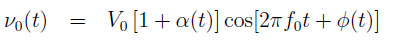 ν₀(t) = V₀ [1 + α(t)] cos[2πf₀t + ϕ(t)]